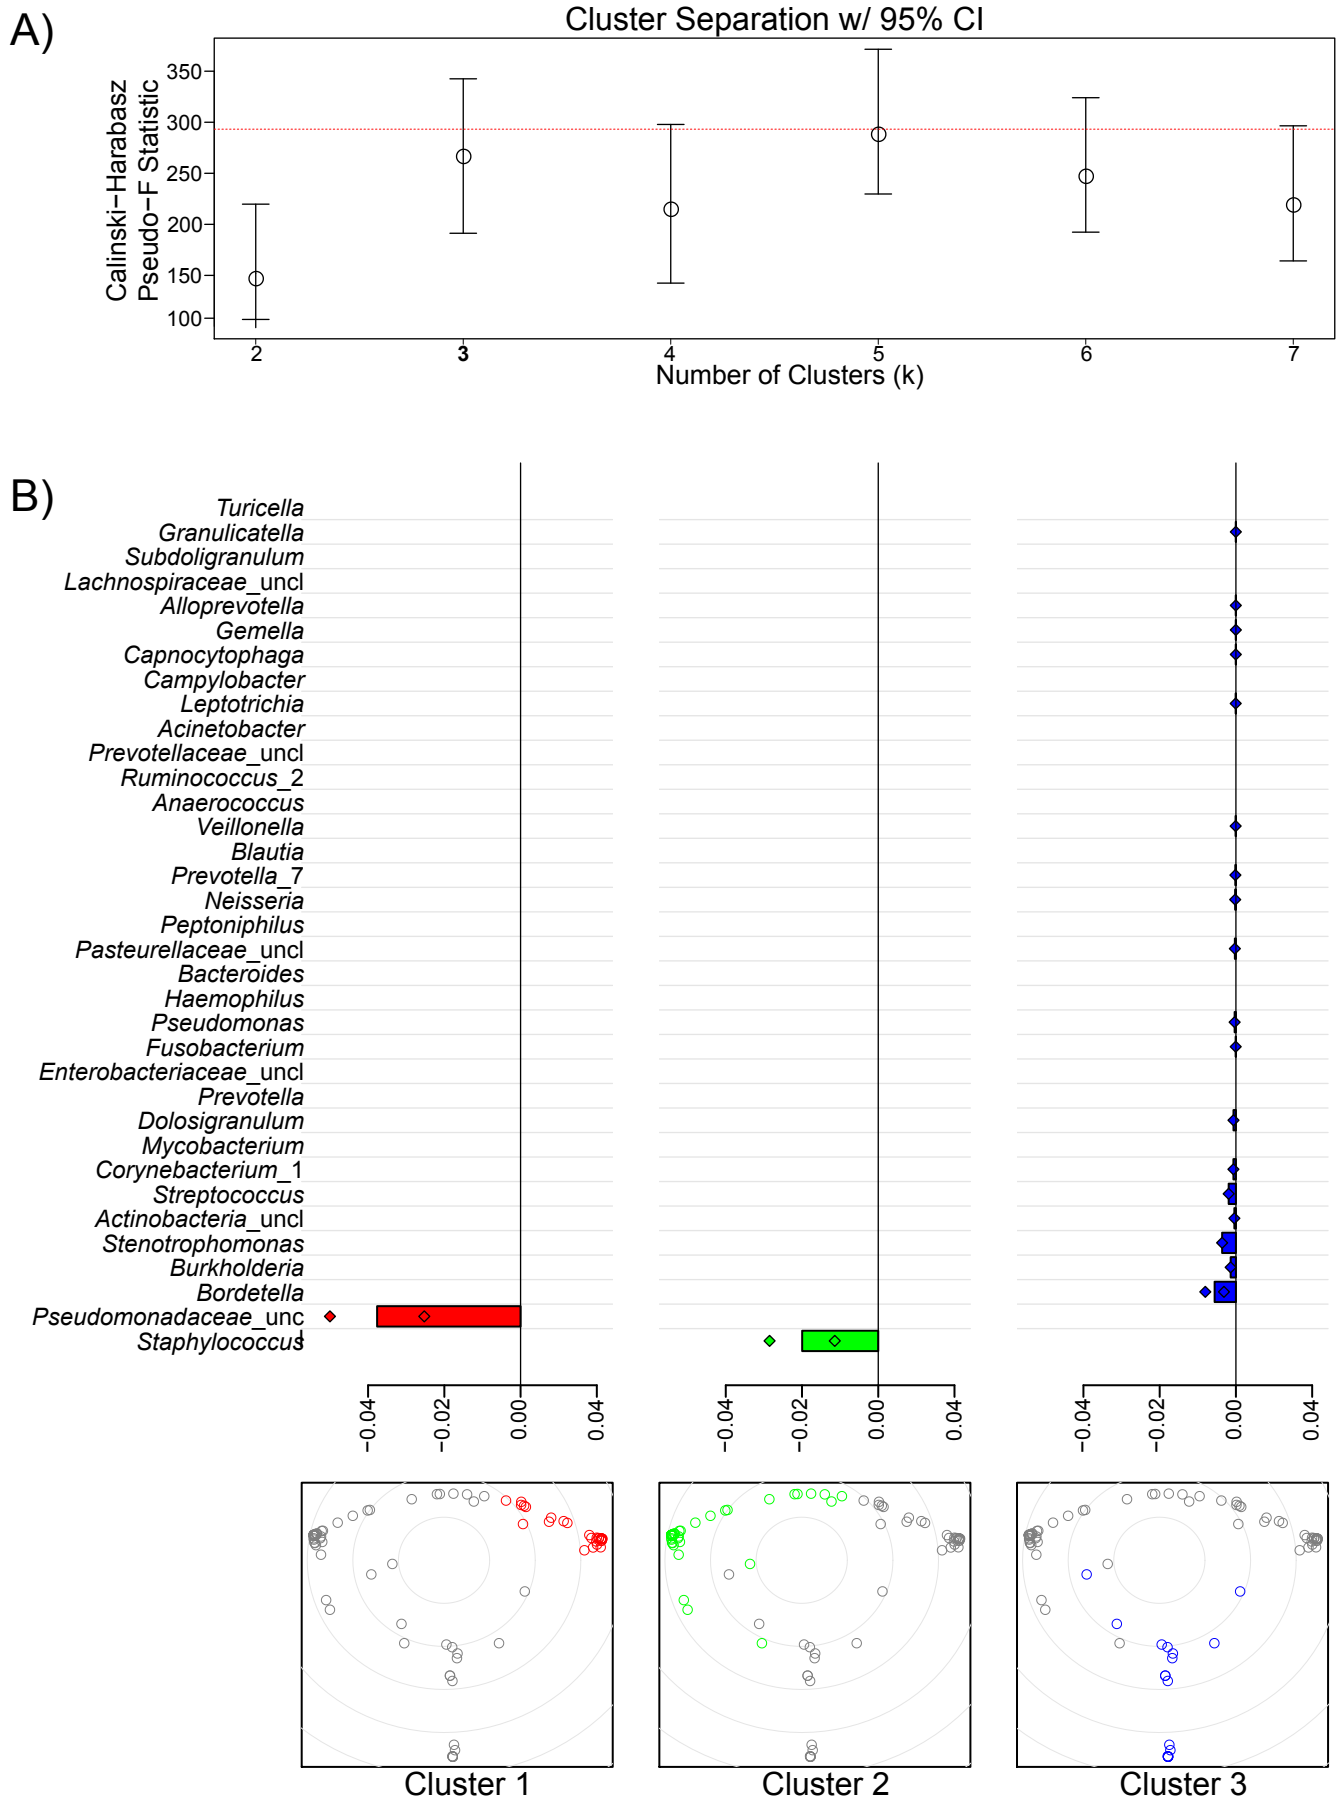 A)
Cluster Separation w/ 95% CI
Calinski−Harabasz
Pseudo−F Statistic
350
300
250
200
150
100
2 3 4 5 6 7
Number of Clusters (k)
B)
Turicella
Granulicatella
Subdoligranulum
Lachnospiraceae_uncl
Alloprevotella
Gemella
Capnocytophaga
Campylobacter
Leptotrichia
Acinetobacter
Prevotellaceae_uncl
Ruminococcus_2
Anaerococcus
Veillonella
Blautia
Prevotella_7
Neisseria
Peptoniphilus
Pasteurellaceae_uncl
Bacteroides
Haemophilus
Pseudomonas
Fusobacterium
Enterobacteriaceae_uncl
Prevotella
Dolosigranulum
Mycobacterium
Corynebacterium_1
Streptococcus
Actinobacteria_uncl
Stenotrophomonas
Burkholderia
Bordetella
Pseudomonadaceae_uncl
Staphylococcus
−0.04 −0.02 0.00 0.04 −0.04 −0.02 0.00 0.04 −0.04 −0.02 0.00 0.04
Cluster 1 Cluster 2 Cluster 3